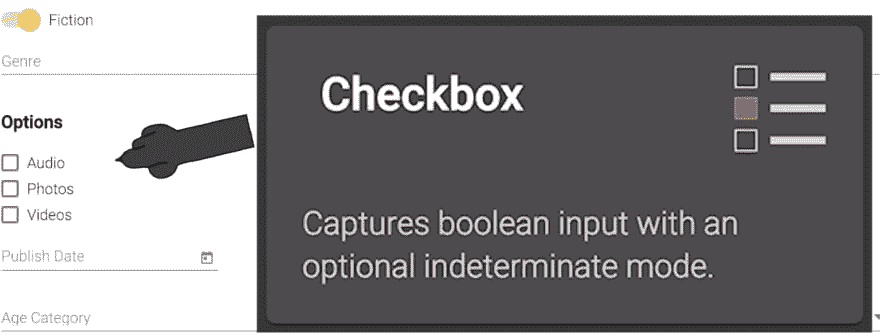 Fiction
Genre
Options
Audio
Photos
Videos
Publish Date
Age Category
Checkbox
Captures boolean input with an
optional indeterminate mode.